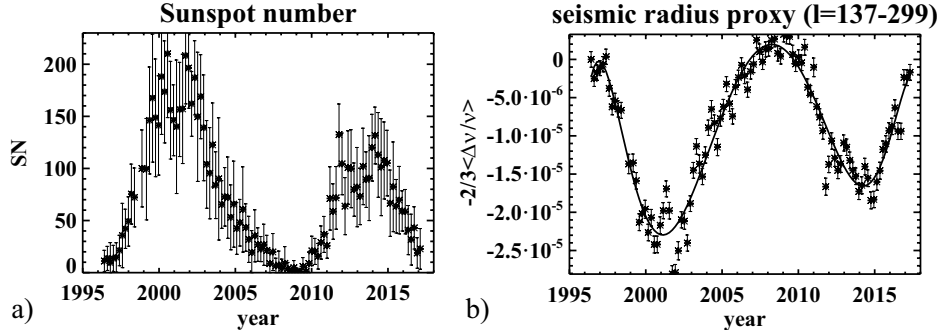 Sunspot number
seismic radius proxy (l=137-299)
SN
200
150
100
50
0
1995 2000 2005 2010 2015
year
a)
-2/3<Δν/ν>
0
-5.0·10⁻⁶
-1.0·10⁻⁵
-1.5·10⁻⁵
-2.0·10⁻⁵
-2.5·10⁻⁵
1995 2000 2005 2010 2015
year
b)